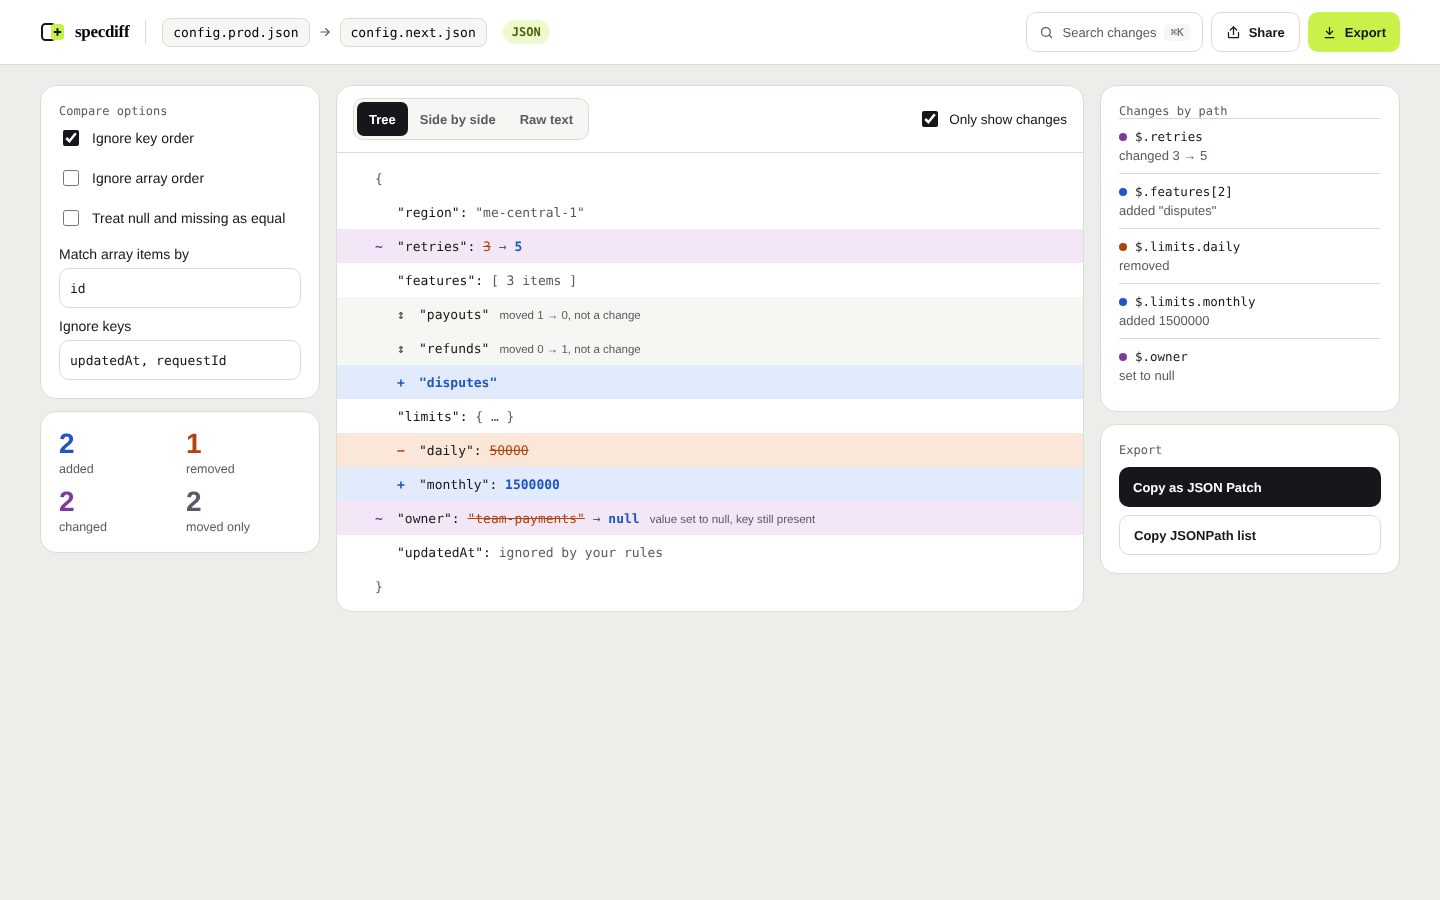 specdiff config.prod.json → config.next.json JSON Search changes ⌘K Share Export
Compare options
Ignore key order
Ignore array order
Treat null and missing as equal
Match array items by
id
Ignore keys
updatedAt, requestId
2 1
added removed
2 2
changed moved only
Tree Side by side Raw text Only show changes
{
"region": "me-central-1"
~ "retries": 3 → 5
"features": [ 3 items ]
↕ "payouts" moved 1 → 0, not a change
↕ "refunds" moved 0 → 1, not a change
+ "disputes"
"limits": { … }
− "daily": 50000
+ "monthly": 1500000
~ "owner": "team-payments" → null value set to null, key still present
"updatedAt": ignored by your rules
}
Changes by path
$.retries
changed 3 → 5
$.features[2]
added "disputes"
$.limits.daily
removed
$.limits.monthly
added 1500000
$.owner
set to null
Export
Copy as JSON Patch
Copy JSONPath list